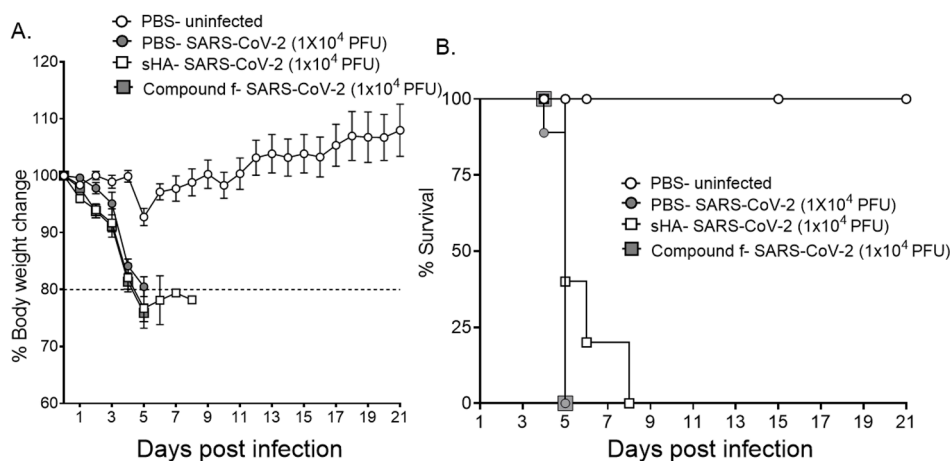 A.
PBS- uninfected
PBS- SARS-CoV-2 (1X10⁴ PFU)
sHA- SARS-CoV-2 (1x10⁴ PFU)
Compound f- SARS-CoV-2 (1x10⁴ PFU)
% Body weight change
120
110
100
90
80
70
60
1 3 5 7 9 11 13 15 17 19 21
Days post infection
B.
% Survival
100
75
50
25
0
PBS- uninfected
PBS- SARS-CoV-2 (1X10⁴ PFU)
sHA- SARS-CoV-2 (1x10⁴ PFU)
Compound f- SARS-CoV-2 (1x10⁴ PFU)
1 3 5 7 9 11 13 15 17 19 21
Days post infection